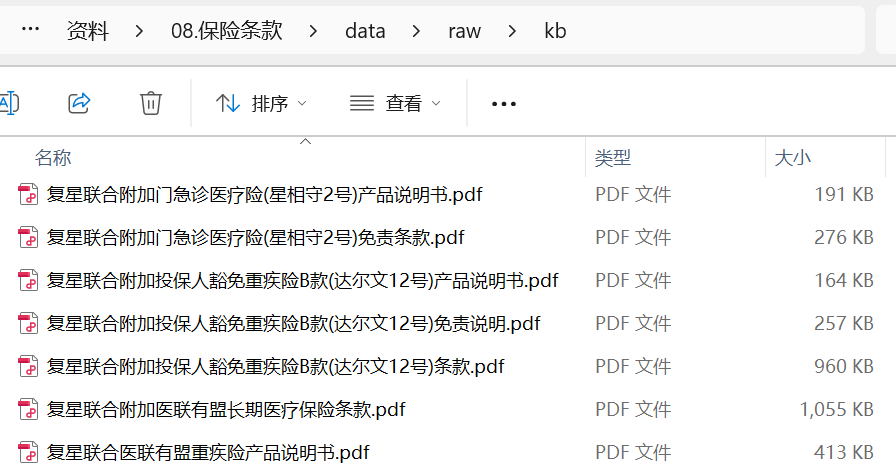 ··· 资料 > 08.保险条款 > data > raw > kb
排序 查看 ···
名称 类型 大小
复星联合附加门急诊医疗险(星相守2号)产品说明书.pdf PDF 文件 191 KB
复星联合附加门急诊医疗险(星相守2号)免责条款.pdf PDF 文件 276 KB
复星联合附加投保人豁免重疾险B款(达尔文12号)产品说明书.pdf PDF 文件 164 KB
复星联合附加投保人豁免重疾险B款(达尔文12号)免责说明.pdf PDF 文件 257 KB
复星联合附加投保人豁免重疾险B款(达尔文12号)条款.pdf PDF 文件 960 KB
复星联合附加医联有盟长期医疗保险条款.pdf PDF 文件 1,055 KB
复星联合医联有盟重疾险产品说明书.pdf PDF 文件 413 KB